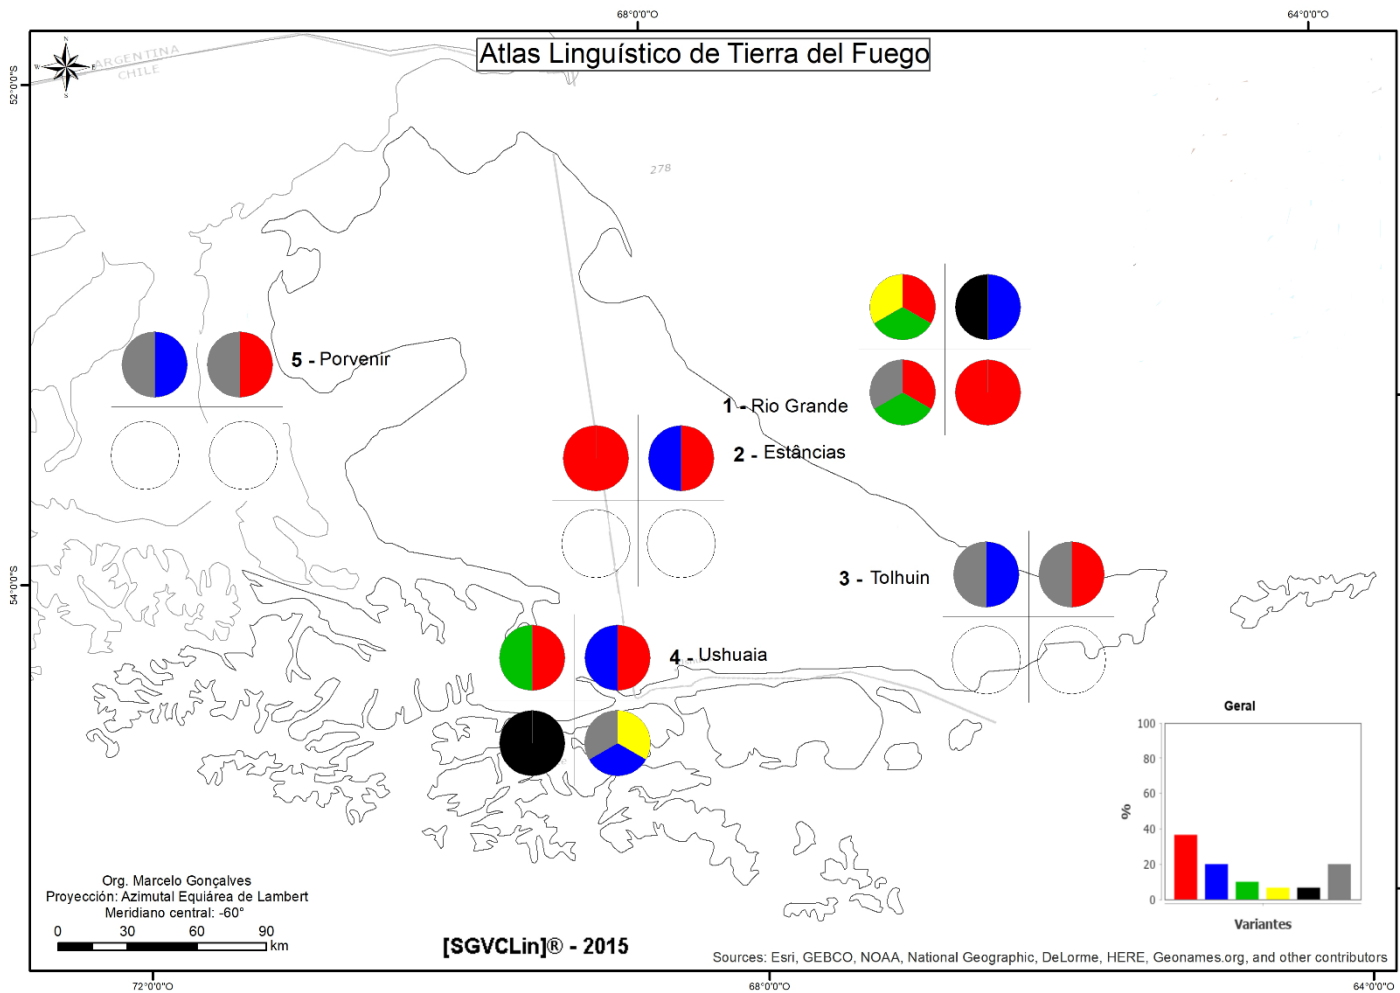 68°0'0"O
64°0'0"O
Atlas Linguístico de Tierra del Fuego
N
W
E
S
ARGENTINA
CHILE
52°0'0"S
278
5 - Porvenir
1 - Rio Grande
2 - Estâncias
3 - Tolhuin
54°0'0"S
4 - Ushuaia
Geral
100
80
60
40
20
0
%
Variantes
Org. Marcelo Gonçalves
Proyección: Azimutal Equiárea de Lambert
Meridiano central: -60°
0 30 60 90
km
[SGVCLin]® - 2015
Sources: Esri, GEBCO, NOAA, National Geographic, DeLorme, HERE, Geonames.org, and other contributors
72°0'0"O
68°0'0"O
64°0'0"O